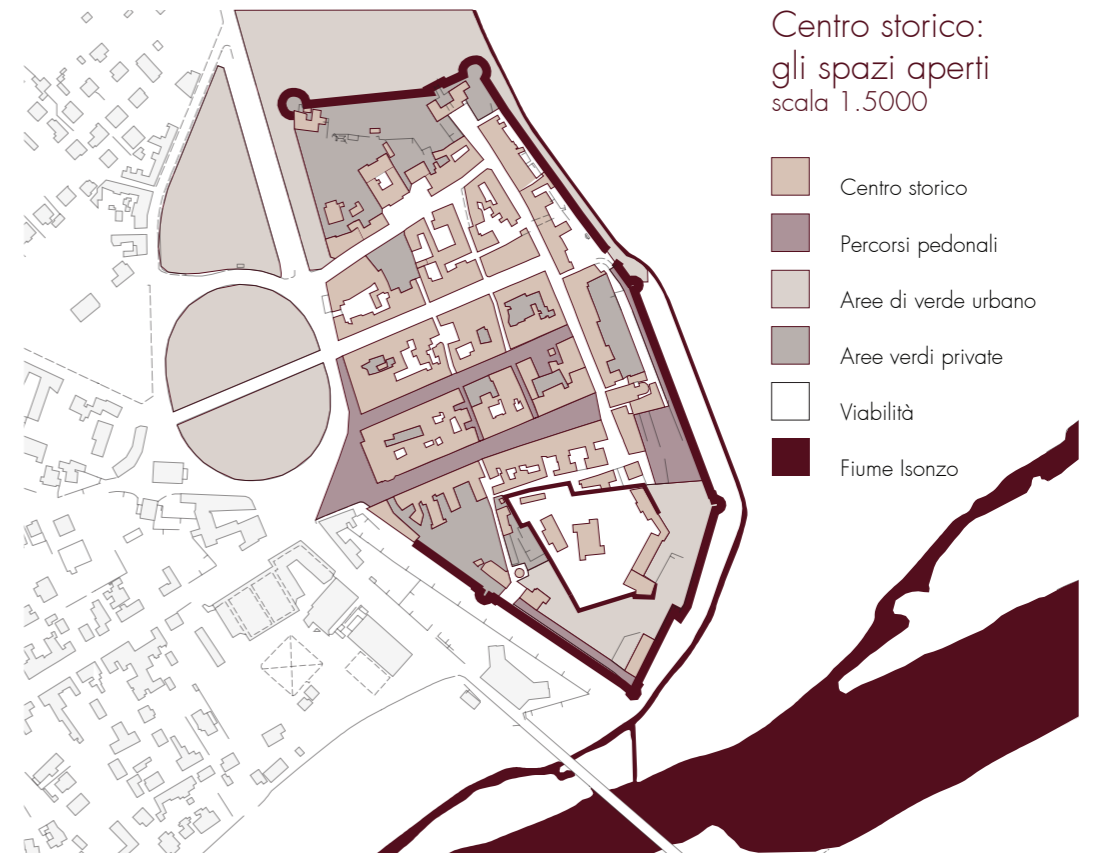 Centro storico:
gli spazi aperti
scala 1.5000
Centro storico
Percorsi pedonali
Aree di verde urbano
Aree verdi private
Viabilità
Fiume Isonzo